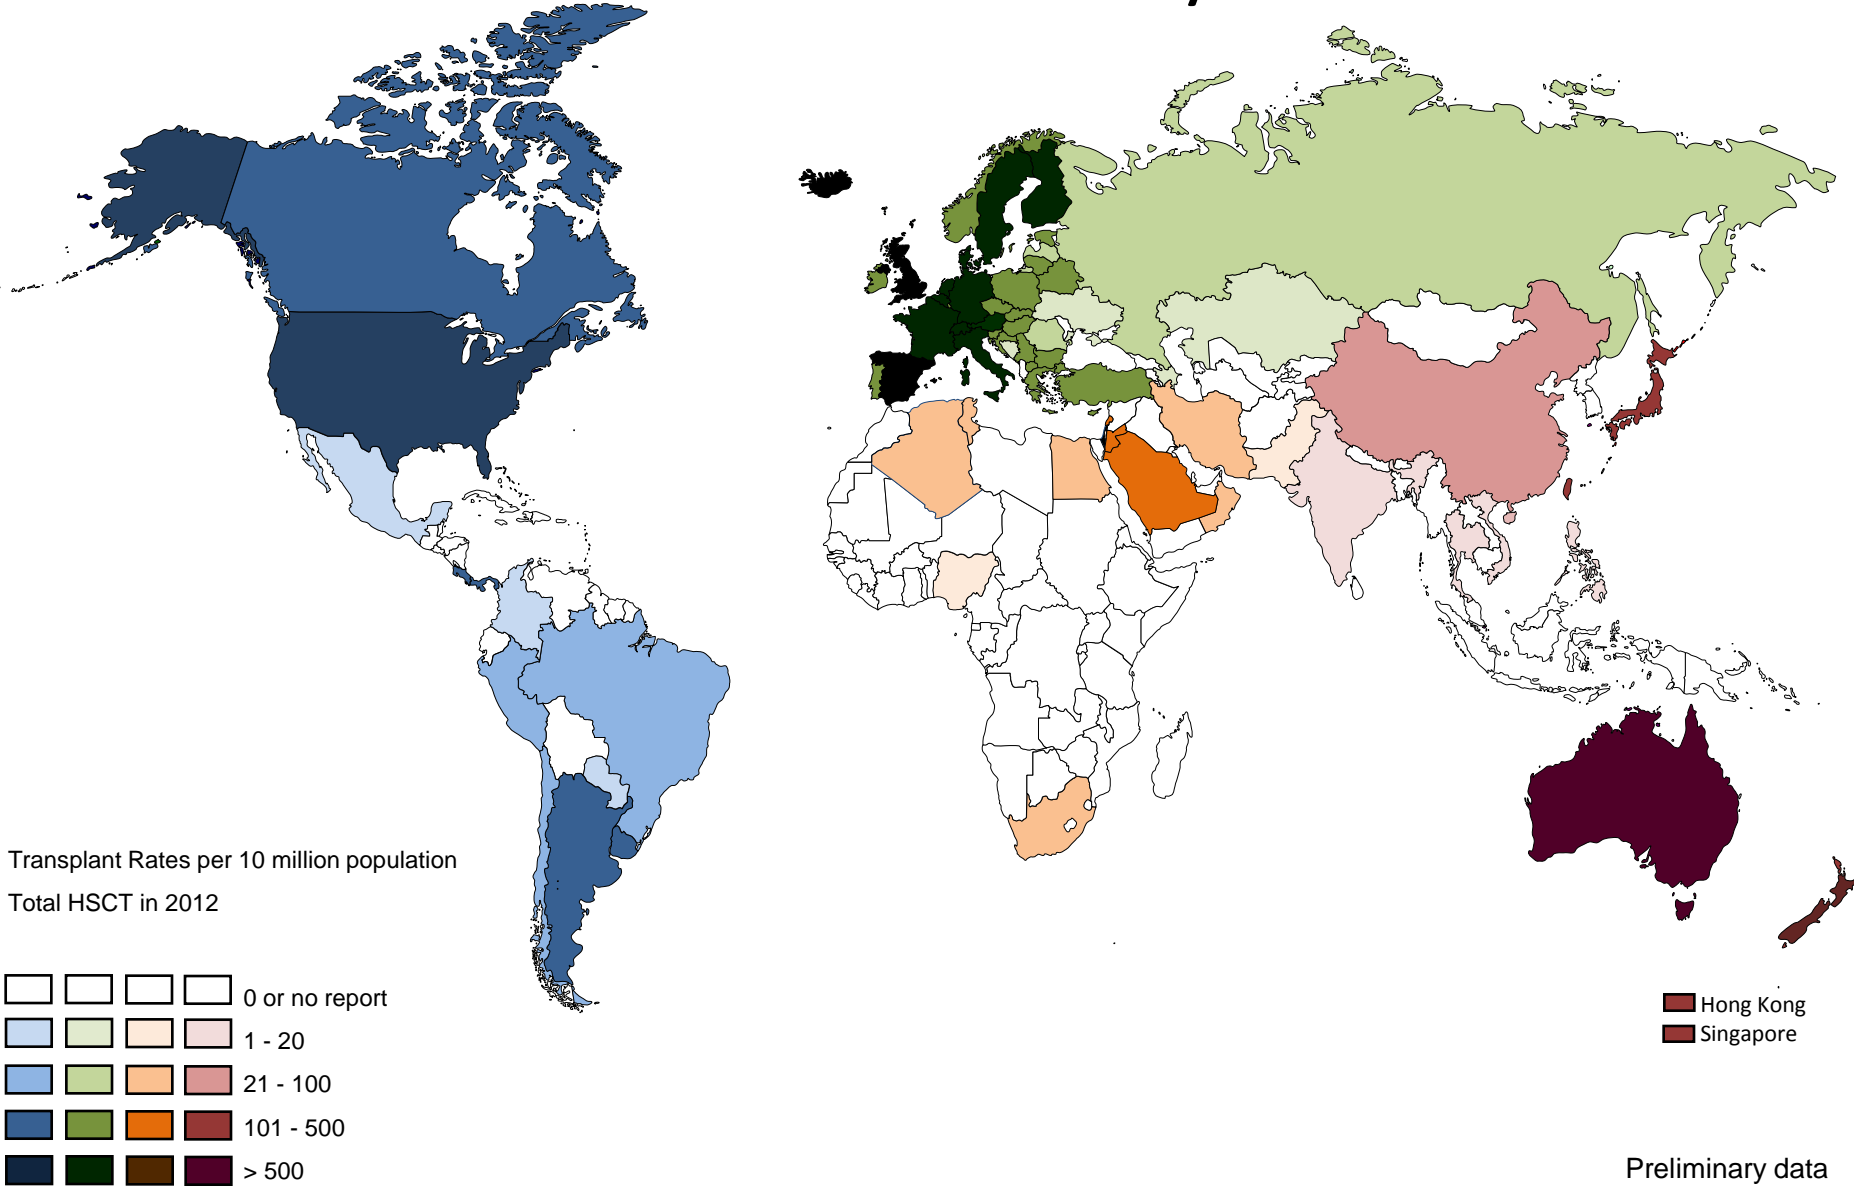 Transplant Rates per 10 million population
Total HSCT in 2012
0 or no report
1 - 20
21 - 100
101 - 500
> 500
Hong Kong
Singapore
Preliminary data